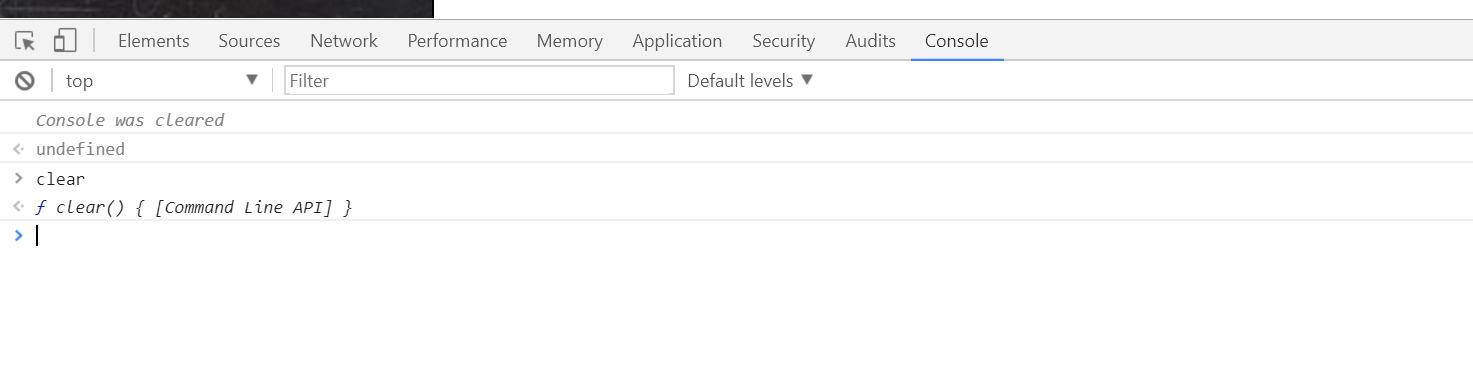 Elements Sources Network Performance Memory Application Security Audits Console
top Filter Default levels
Console was cleared
undefined
clear
ƒ clear() { [Command Line API] }